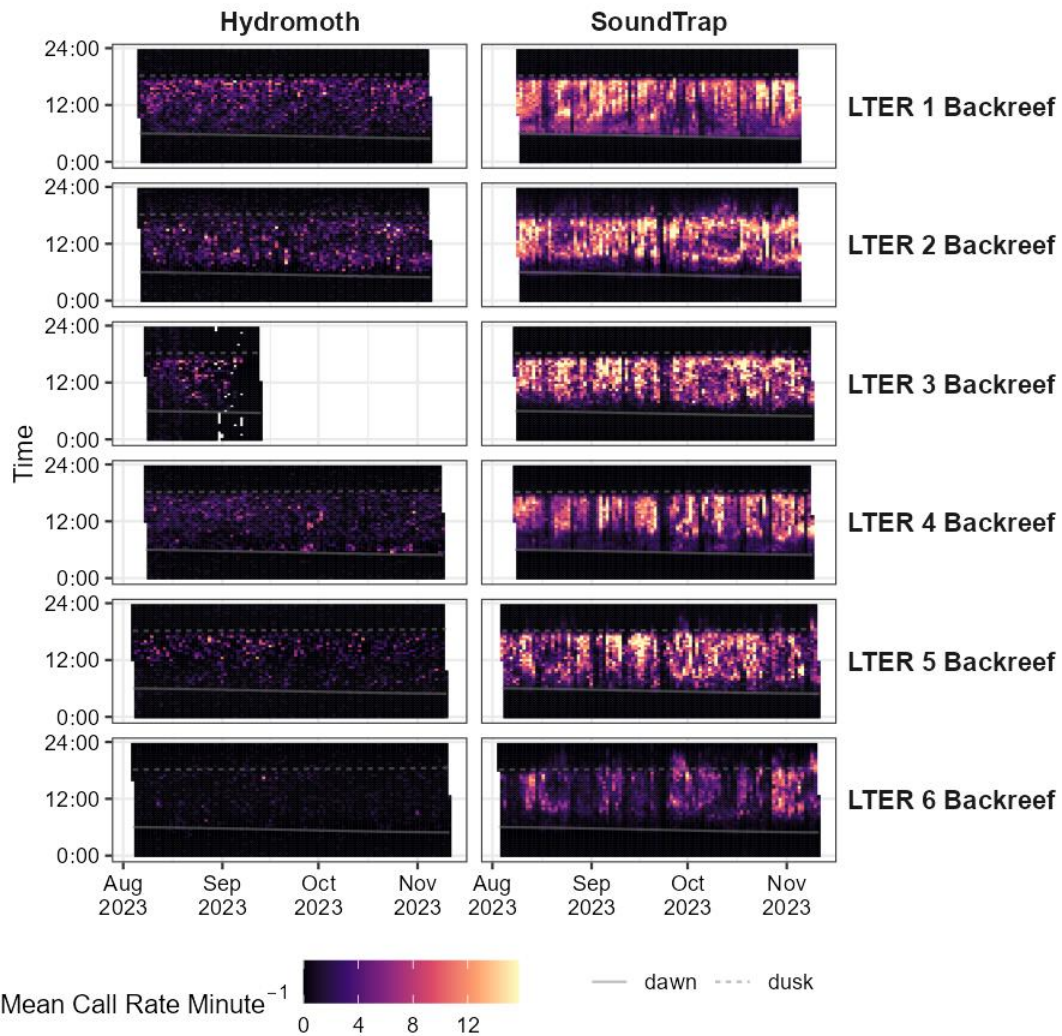 Hydromoth SoundTrap
24:00
12:00
0:00
LTER 1 Backreef
24:00
12:00
0:00
LTER 2 Backreef
24:00
12:00
0:00
LTER 3 Backreef
24:00
12:00
0:00
LTER 4 Backreef
24:00
12:00
0:00
LTER 5 Backreef
24:00
12:00
0:00
LTER 6 Backreef
Time
Aug Sep Oct Nov Aug Sep Oct Nov
2023 2023 2023 2023 2023 2023 2023 2023
Mean Call Rate Minute⁻¹
0 4 8 12
dawn dusk